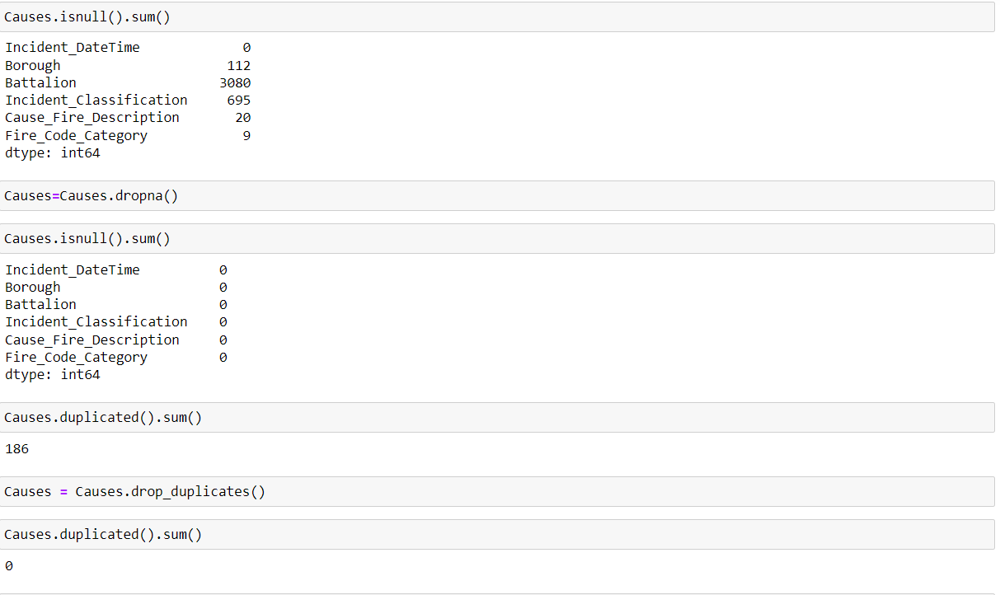 Causes.isnull().sum()
Incident_DateTime 0
Borough 112
Battalion 3080
Incident_Classification 695
Cause_Fire_Description 20
Fire_Code_Category 9
dtype: int64
Causes=Causes.dropna()
Causes.isnull().sum()
Incident_DateTime 0
Borough 0
Battalion 0
Incident_Classification 0
Cause_Fire_Description 0
Fire_Code_Category 0
dtype: int64
Causes.duplicated().sum()
186
Causes = Causes.drop_duplicates()
Causes.duplicated().sum()
0